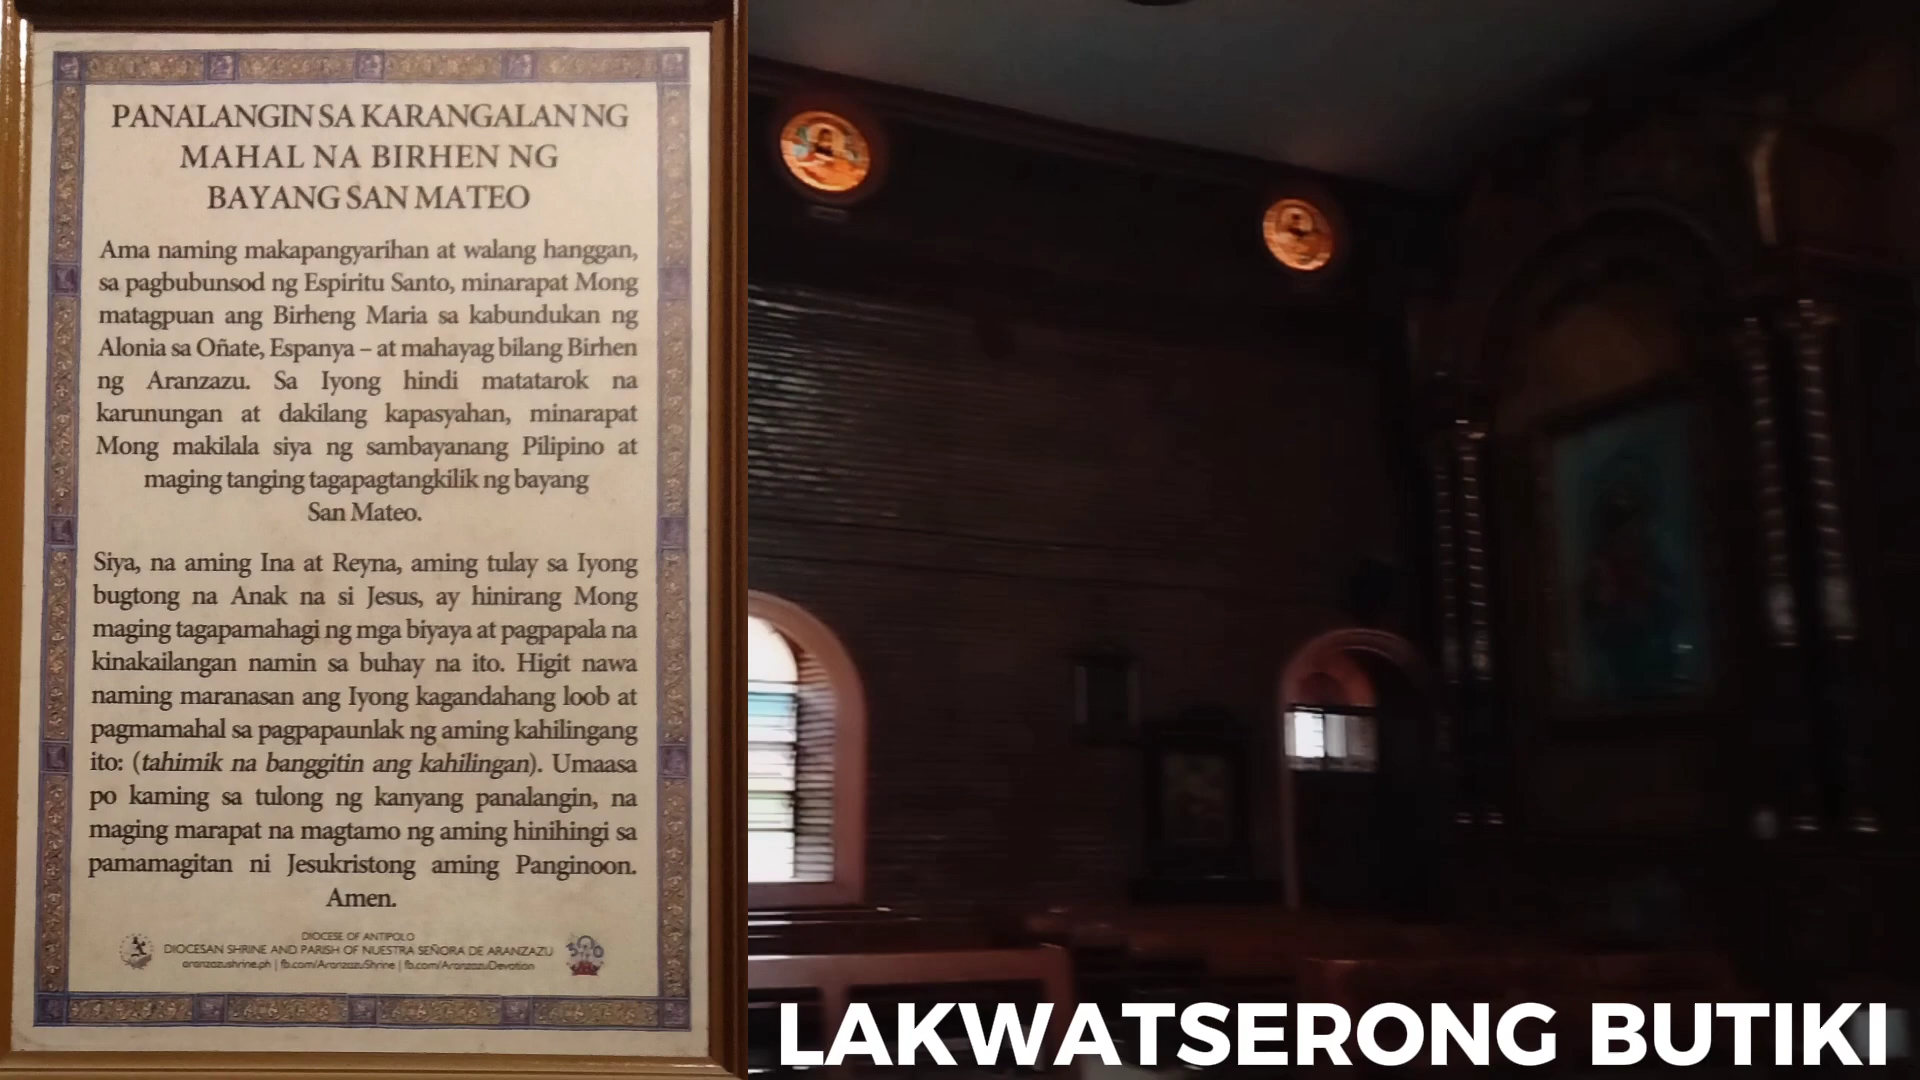 PANALANGIN SA KARANGALAN NG
MAHAL NA BIRHEN NG
BAYANG SAN MATEO
Ama naming makapangyarihan at walang hanggan,
sa pagbubunsod ng Espiritu Santo, minarapat Mong
matagpuan ang Birheng Maria sa kabundukan ng
Alonia sa Oñate, Espanya – at mahayag bilang Birhen
ng Aranzazu. Sa Iyong hindi matatarok na
karunungan at dakilang kapasyahan, minarapat
Mong makilala siya ng sambayanang Pilipino at
maging tanging tagapagtangkilik ng bayang
San Mateo.
Siya, na aming Ina at Reyna, aming tulay sa Iyong
bugtong na Anak na si Jesus, ay hinirang Mong
maging tagapamahagi ng mga biyaya at pagpapala na
kinakailangan namin sa buhay na ito. Higit nawa
naming maranasan ang Iyong kagandahang loob at
pagmamahal sa pagpapaunlak ng aming kahilingang
ito: (tahimik na banggitin ang kahilingan). Umaasa
po kaming sa tulong ng kanyang panalangin, na
maging marapat na magtamo ng aming hinihingi sa
pamamagitan ni Jesukristong aming Panginoon.
Amen.
DIOCESE OF ANTIPOLO
DIOCESAN SHRINE AND PARISH OF NUESTRA SEÑORA DE ARANZAZU
aranzazushrine.ph | fb.com/AranzazuShrine | fb.com/AranzazuDevotion
LAKWATSERONG BUTIKI